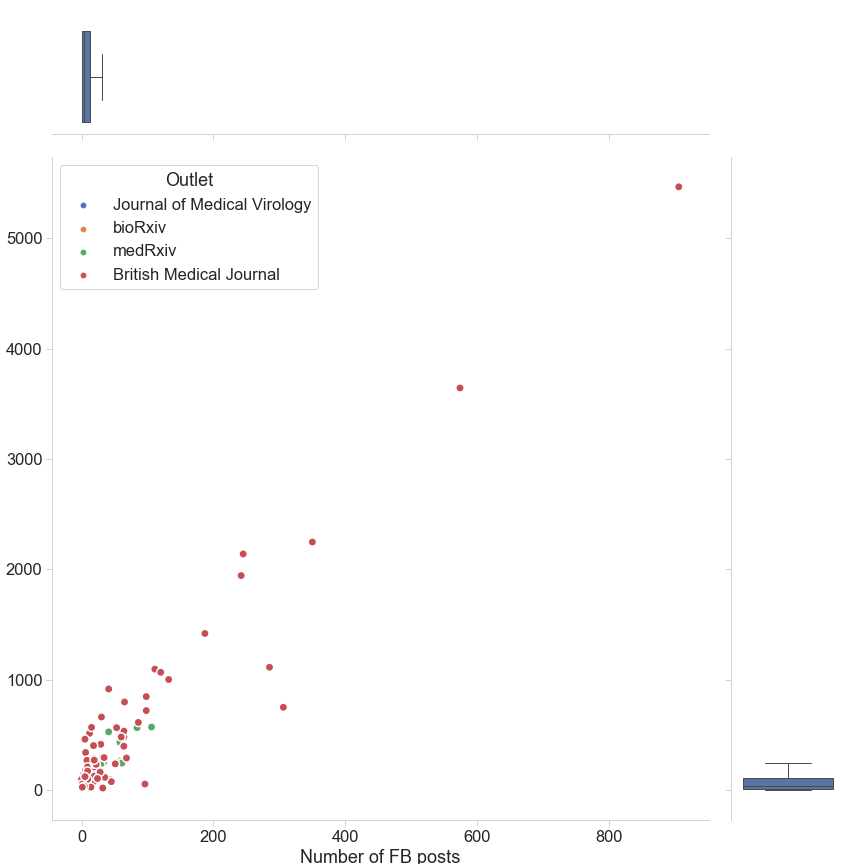 Outlet
Journal of Medical Virology
bioRxiv
medRxiv
British Medical Journal
5000
4000
3000
2000
1000
0
0 200 400 600 800
Number of FB posts